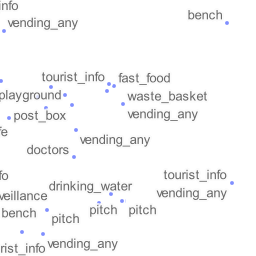 info
vending_any
bench
tourist_info
fast_food
playground
waste_basket
post_box
vending_any
fe
vending_any
doctors
fo
tourist_info
drinking_water
veillance
vending_any
bench
pitch
pitch
pitch
rist_info
vending_any